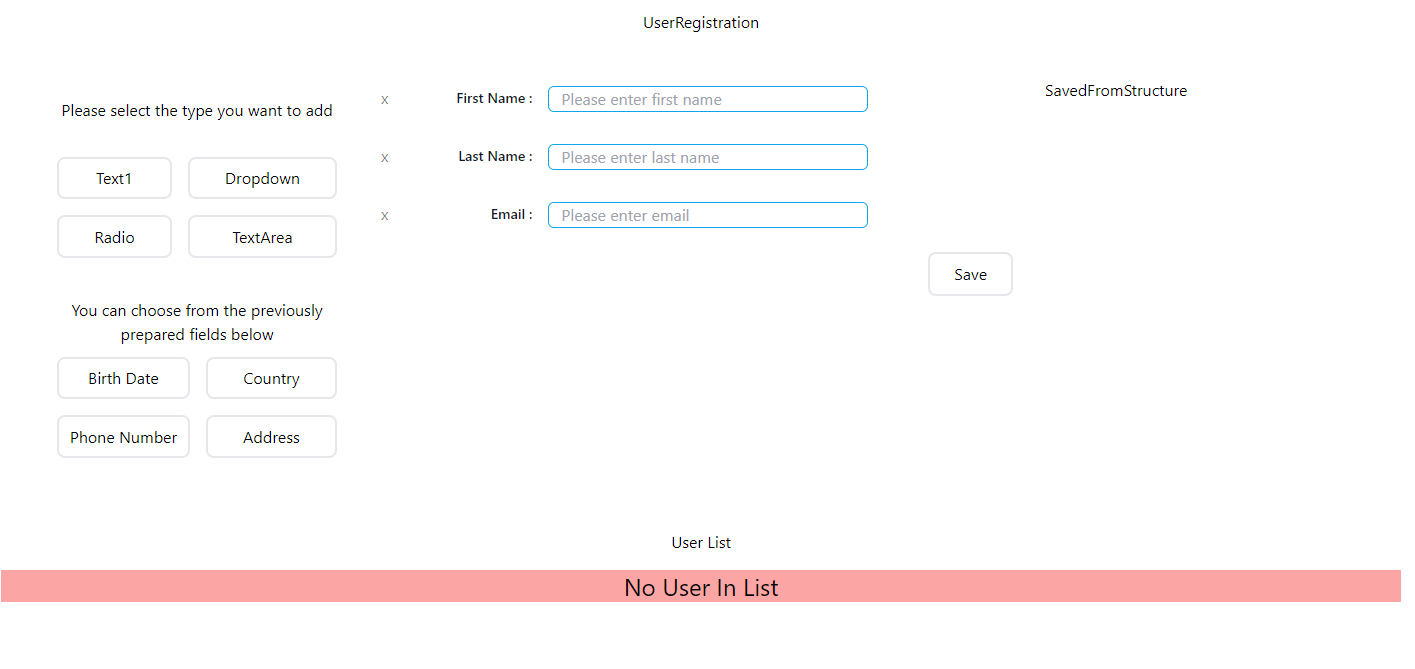 UserRegistration
Please select the type you want to add
Text1
Dropdown
Radio
TextArea
You can choose from the previously
prepared fields below
Birth Date
Country
Phone Number
Address
x
First Name :
Please enter first name
x
Last Name :
Please enter last name
x
Email :
Please enter email
Save
SavedFromStructure
User List
No User In List